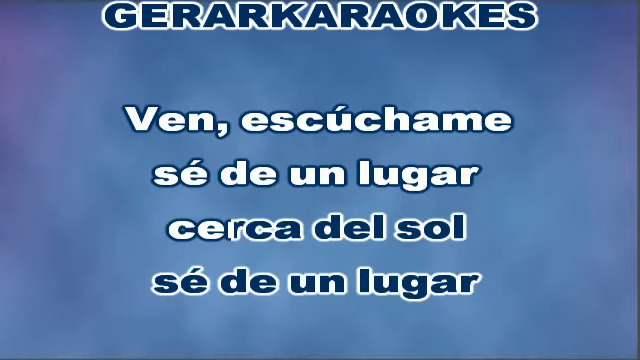 GERARKARAOKES
Ven, escúchame
sé de un lugar
cerca del sol
sé de un lugar